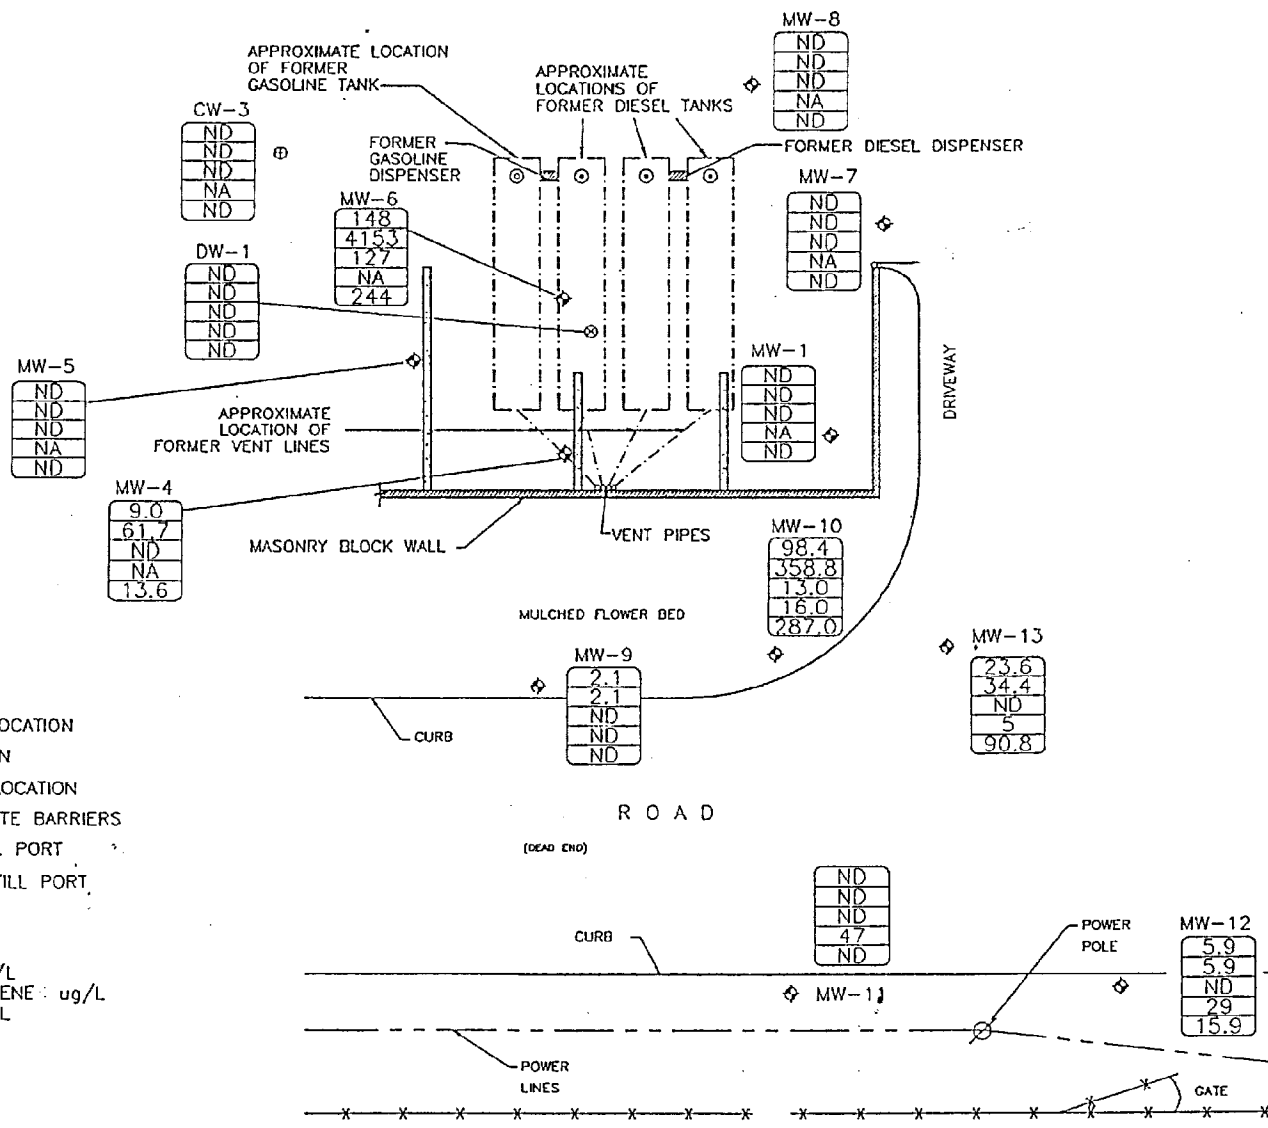 MW-8
ND
ND
ND
NA
ND
APPROXIMATE LOCATION
OF FORMER
GASOLINE TANK
APPROXIMATE
LOCATIONS OF
FORMER DIESEL TANKS
CW-3
ND
ND
ND
NA
ND
FORMER
GASOLINE
DISPENSER
FORMER DIESEL DISPENSER
MW-7
ND
ND
ND
NA
ND
MW-6
148
4153
127
NA
244
DW-1
ND
ND
ND
ND
ND
MW-5
ND
ND
ND
NA
ND
MW-1
ND
ND
ND
NA
ND
DRIVEWAY
APPROXIMATE
LOCATION OF
FORMER VENT LINES
MW-4
9.0
61.7
ND
NA
13.6
MASONRY BLOCK WALL
VENT PIPES
MW-10
98.4
358.8
13.0
16.0
287.0
MULCHED FLOWER BED
MW-9
2.1
2.1
ND
ND
ND
MW-13
23.6
34.4
ND
5
90.8
CURB
OCATION
N
LOCATION
TE BARRIERS
PORT
FILL PORT
/L
ENE : ug/L
L
ROAD
(DEAD END)
ND
ND
ND
47
ND
MW-11
CURB
POWER
POLE
MW-12
5.9
5.9
ND
29
15.9
POWER
LINES
GATE